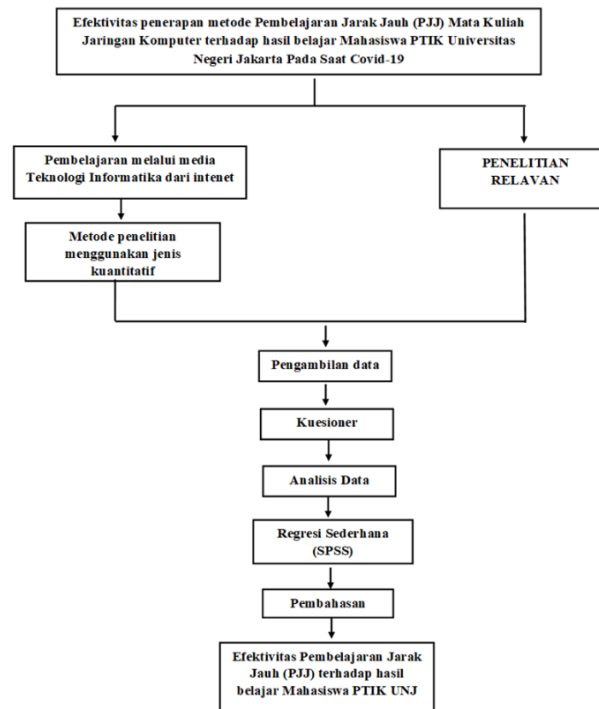 Efektivitas penerapan metode Pembelajaran Jarak Jauh (PJJ) Mata Kuliah
Jaringan Komputer terhadap hasil belajar Mahasiswa PTIK Universitas
Negeri Jakarta Pada Saat Covid-19
Pembelajaran melalui media
Teknologi Informatika dari intenet
PENELITIAN
RELAVAN
Metode penelitian
menggunakan jenis
kuantitatif
Pengambilan data
Kuesioner
Analisis Data
Regresi Sederhana
(SPSS)
Pembahasan
Efektivitas Pembelajaran Jarak
Jauh (PJJ) terhadap hasil
belajar Mahasiswa PTIK UNJ